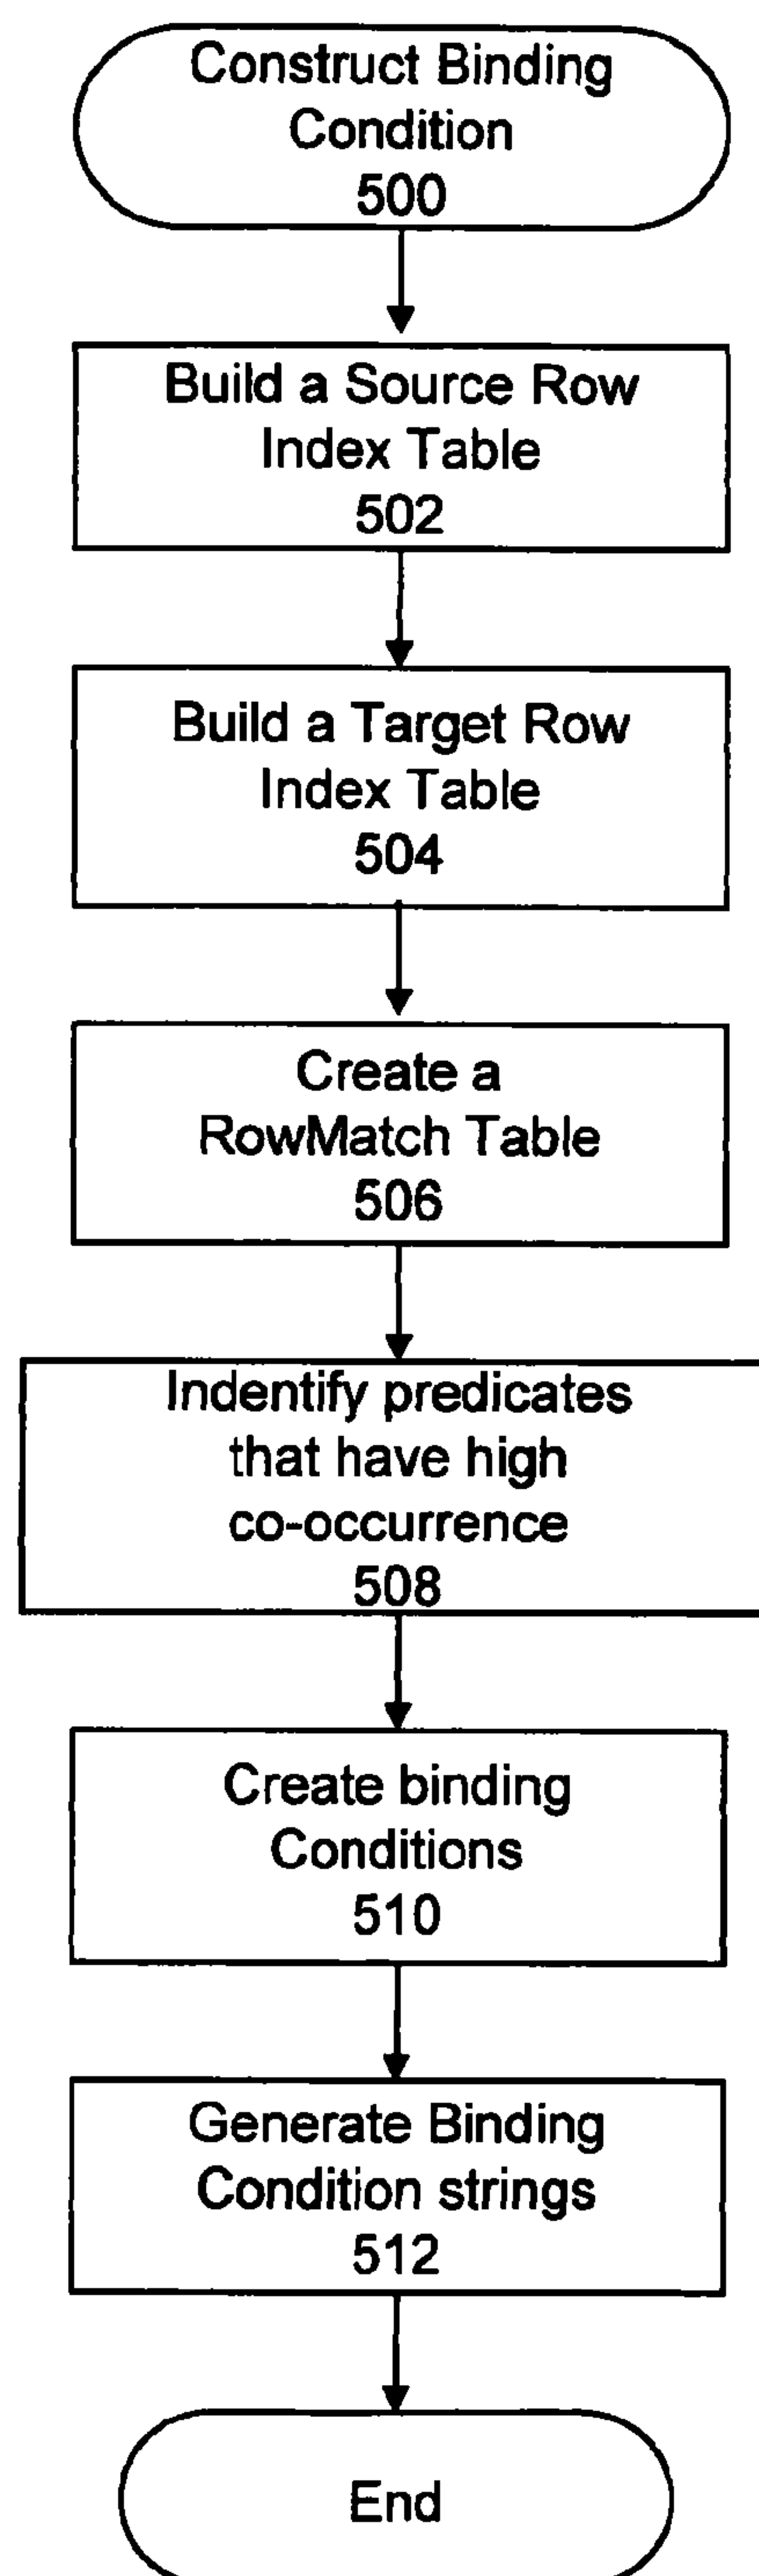 Construct Binding
Condition
500
Build a Source Row
Index Table
502
Build a Target Row
Index Table
504
Create a
RowMatch Table
506
Indentify predicates
that have high
co-occurrence
508
Create binding
Conditions
510
Generate Binding
Condition strings
512
End